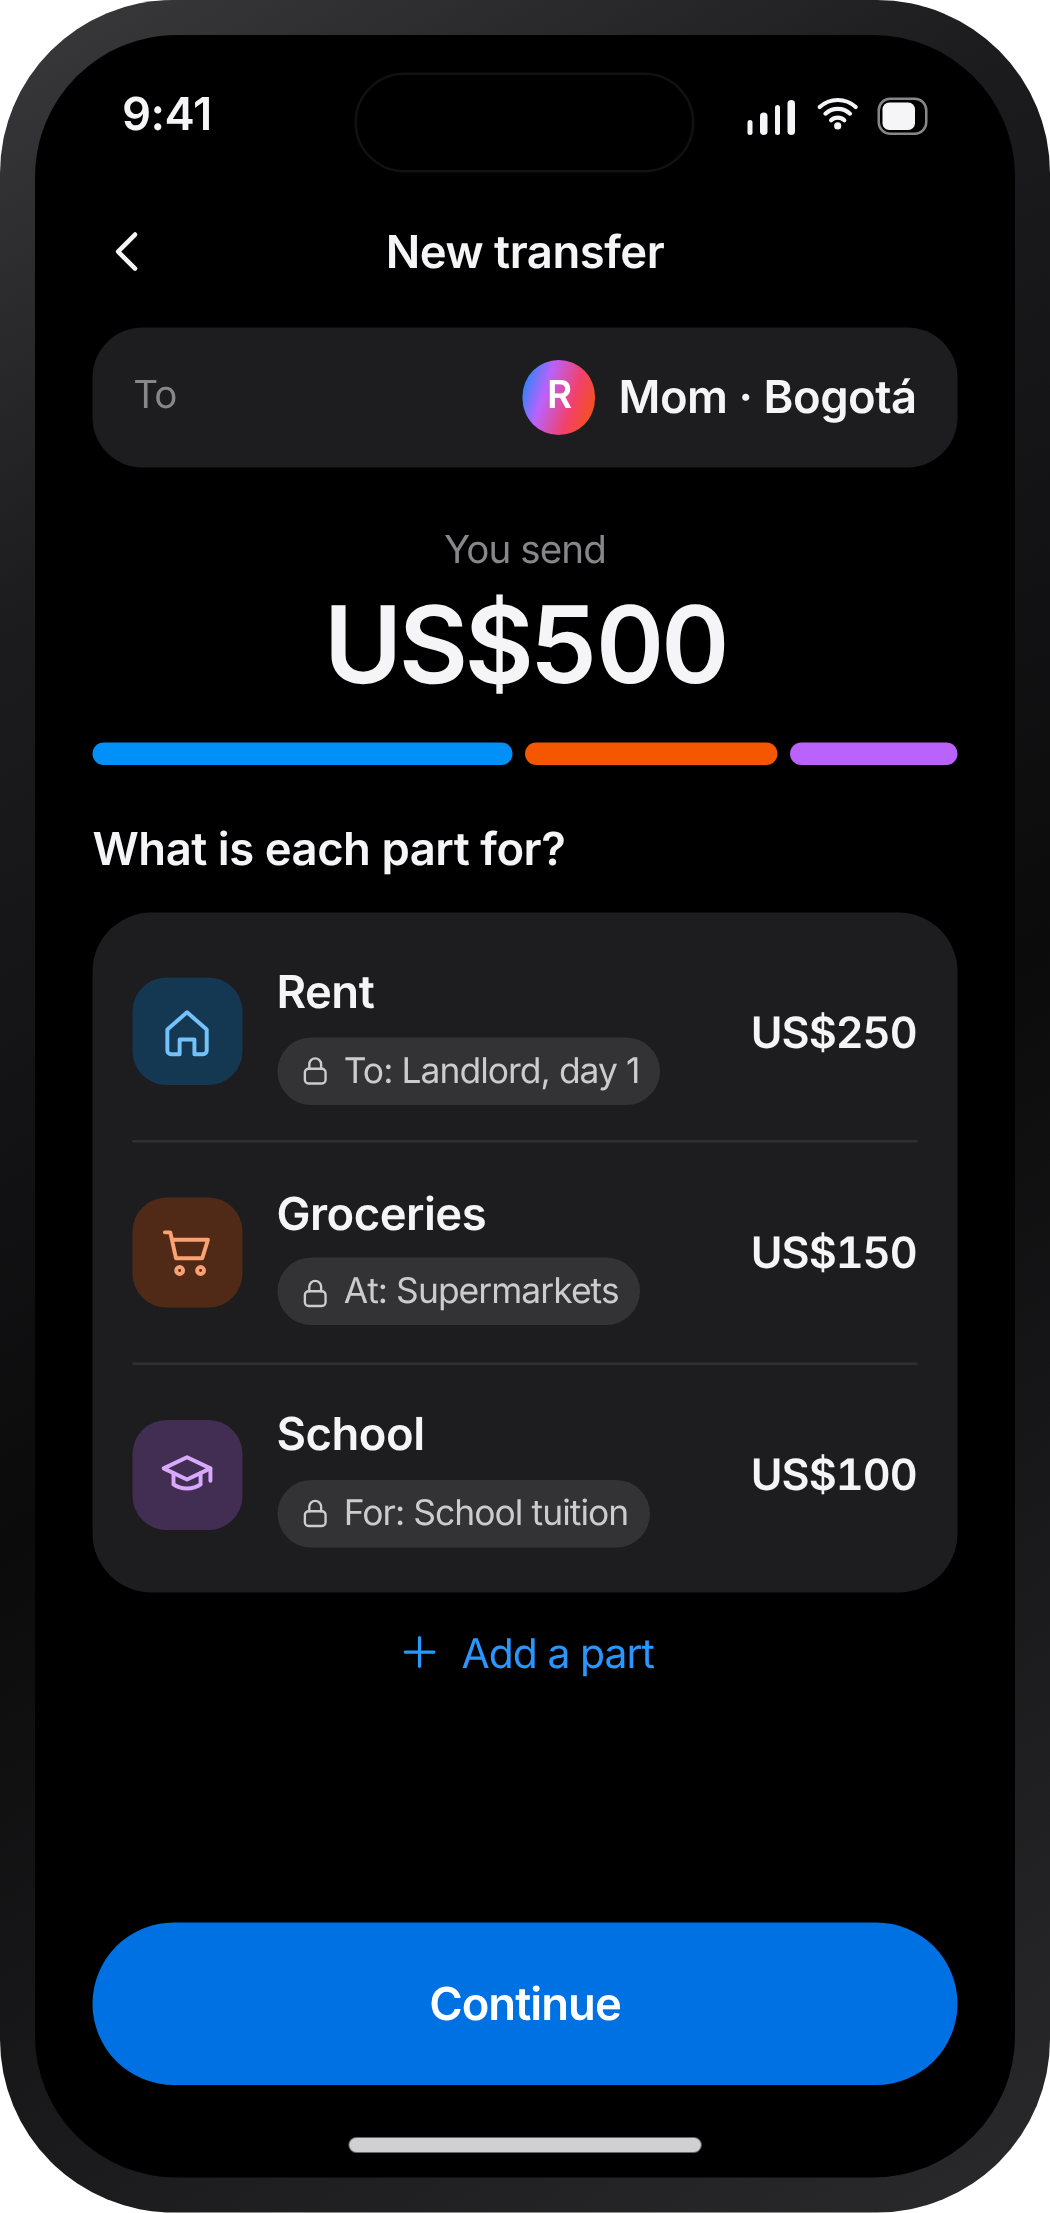 9:41
New transfer
To
R
Mom · Bogotá
You send
US$500
What is each part for?
Rent
To: Landlord, day 1
US$250
Groceries
At: Supermarkets
US$150
School
For: School tuition
US$100
+ Add a part
Continue